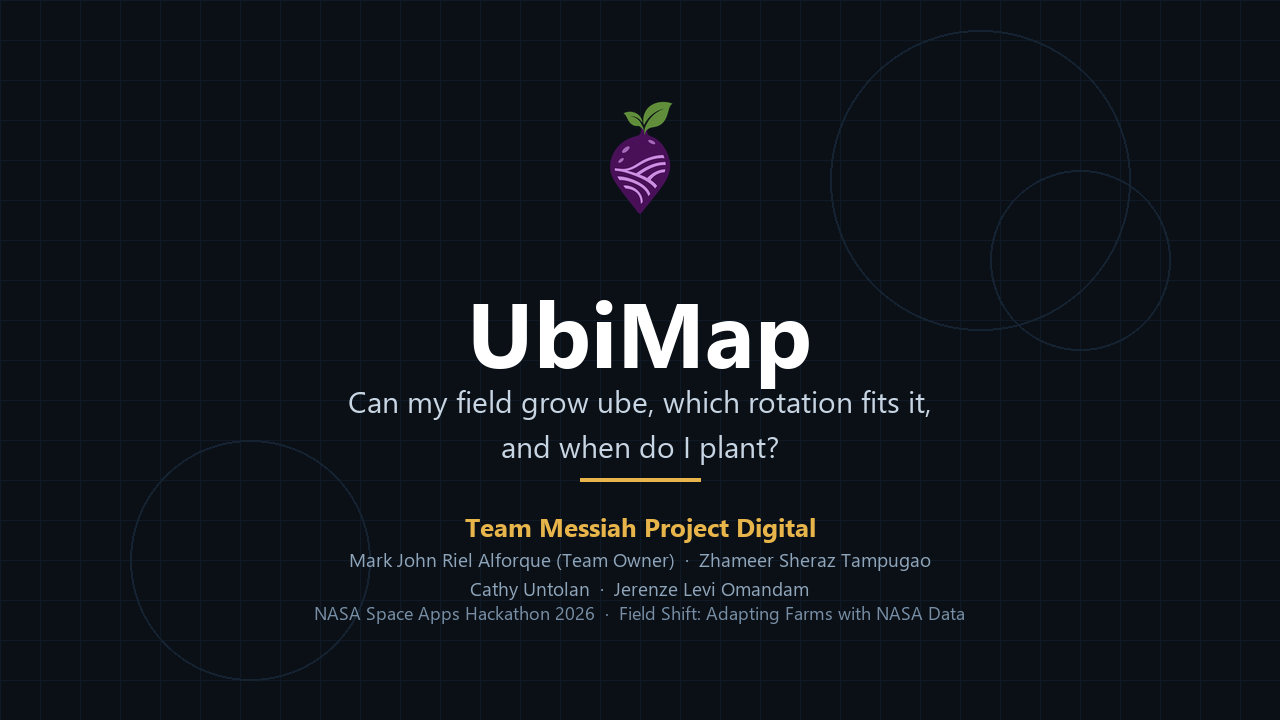 UbiMap
Can my field grow ube, which rotation fits it,
and when do I plant?
Team Messiah Project Digital
Mark John Riel Alforque (Team Owner) · Zhameer Sheraz Tampugao
Cathy Untolan · Jerenze Levi Omandam
NASA Space Apps Hackathon 2026 · Field Shift: Adapting Farms with NASA Data